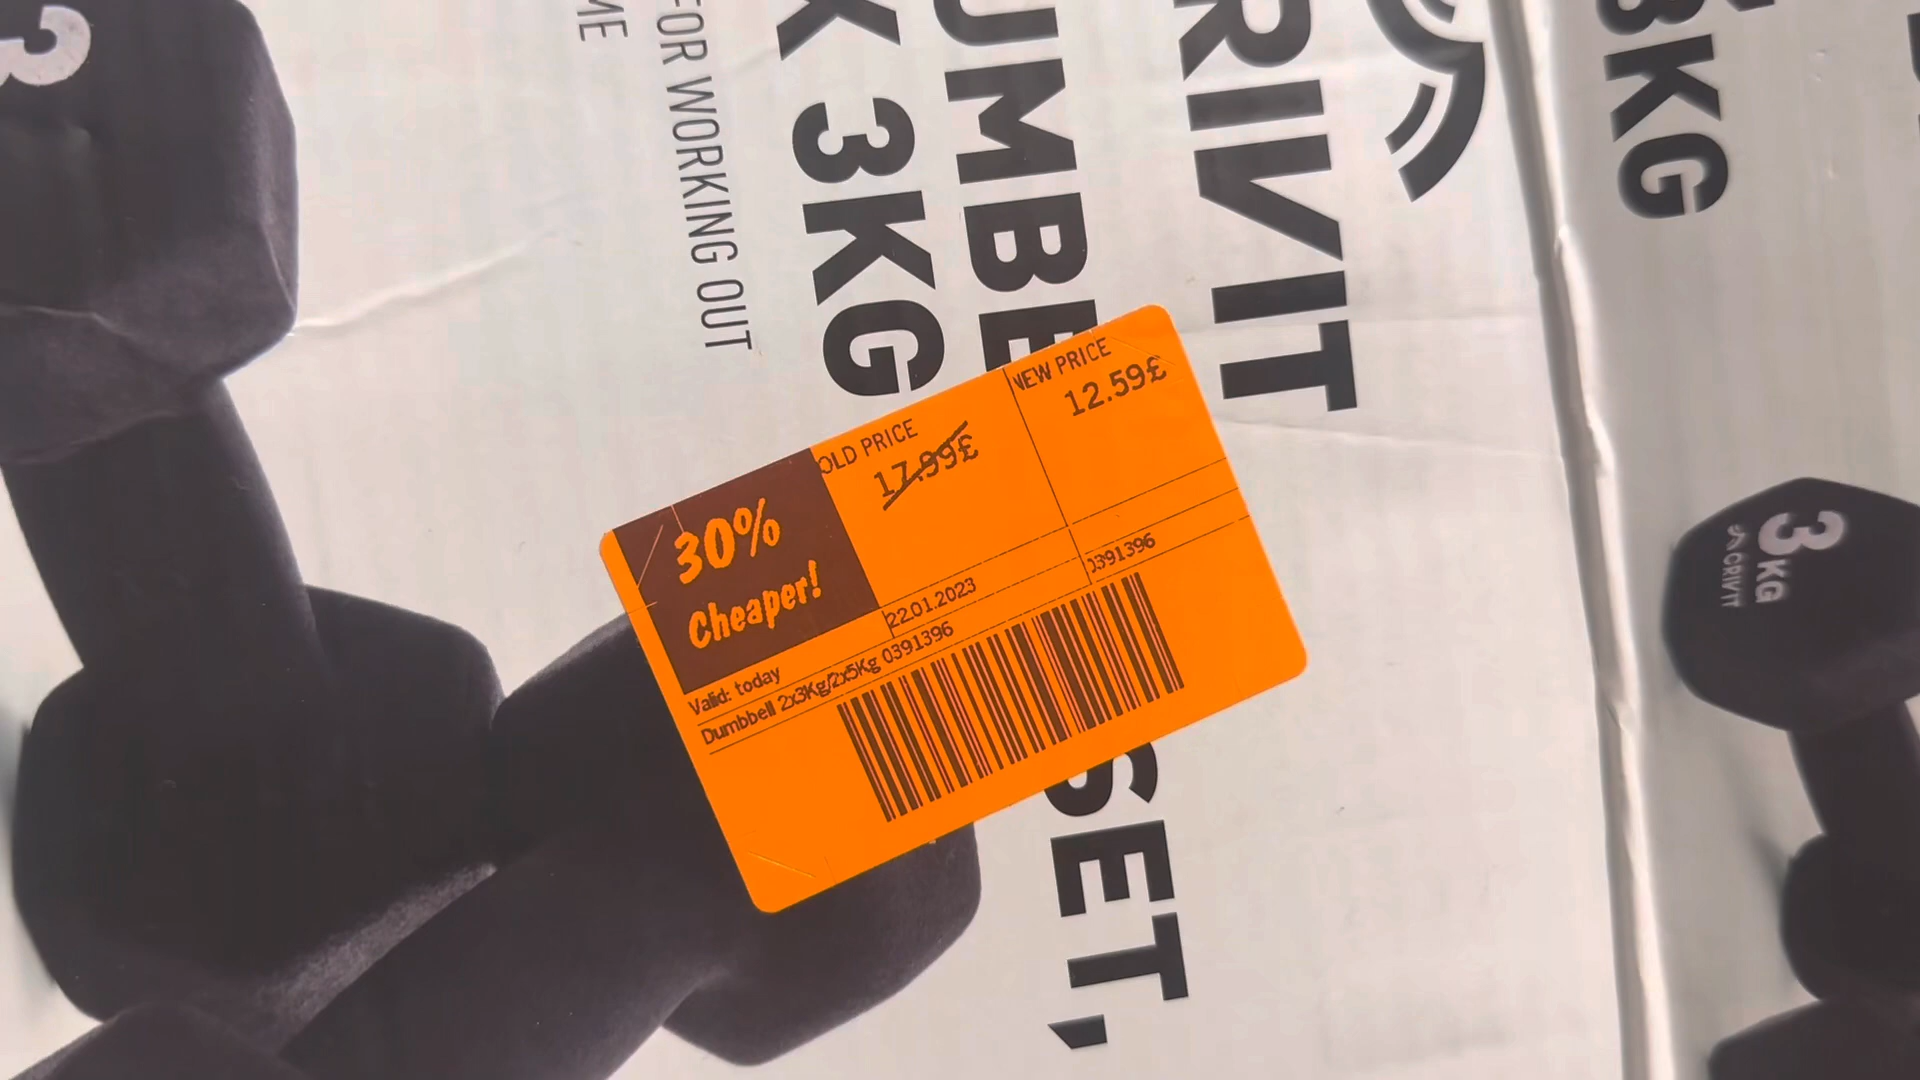 CRIVIT
UMBE
SET,
X 3KG
FOR WORKING OUT
ME
30%
Cheaper!
OLD PRICE
17.99£
NEW PRICE
12.59£
Valid: today
22.01.2023
0391396
Dumbbell 2x3Kg/2x5Kg 0391396
3KG
3KG
CRIVIT
3